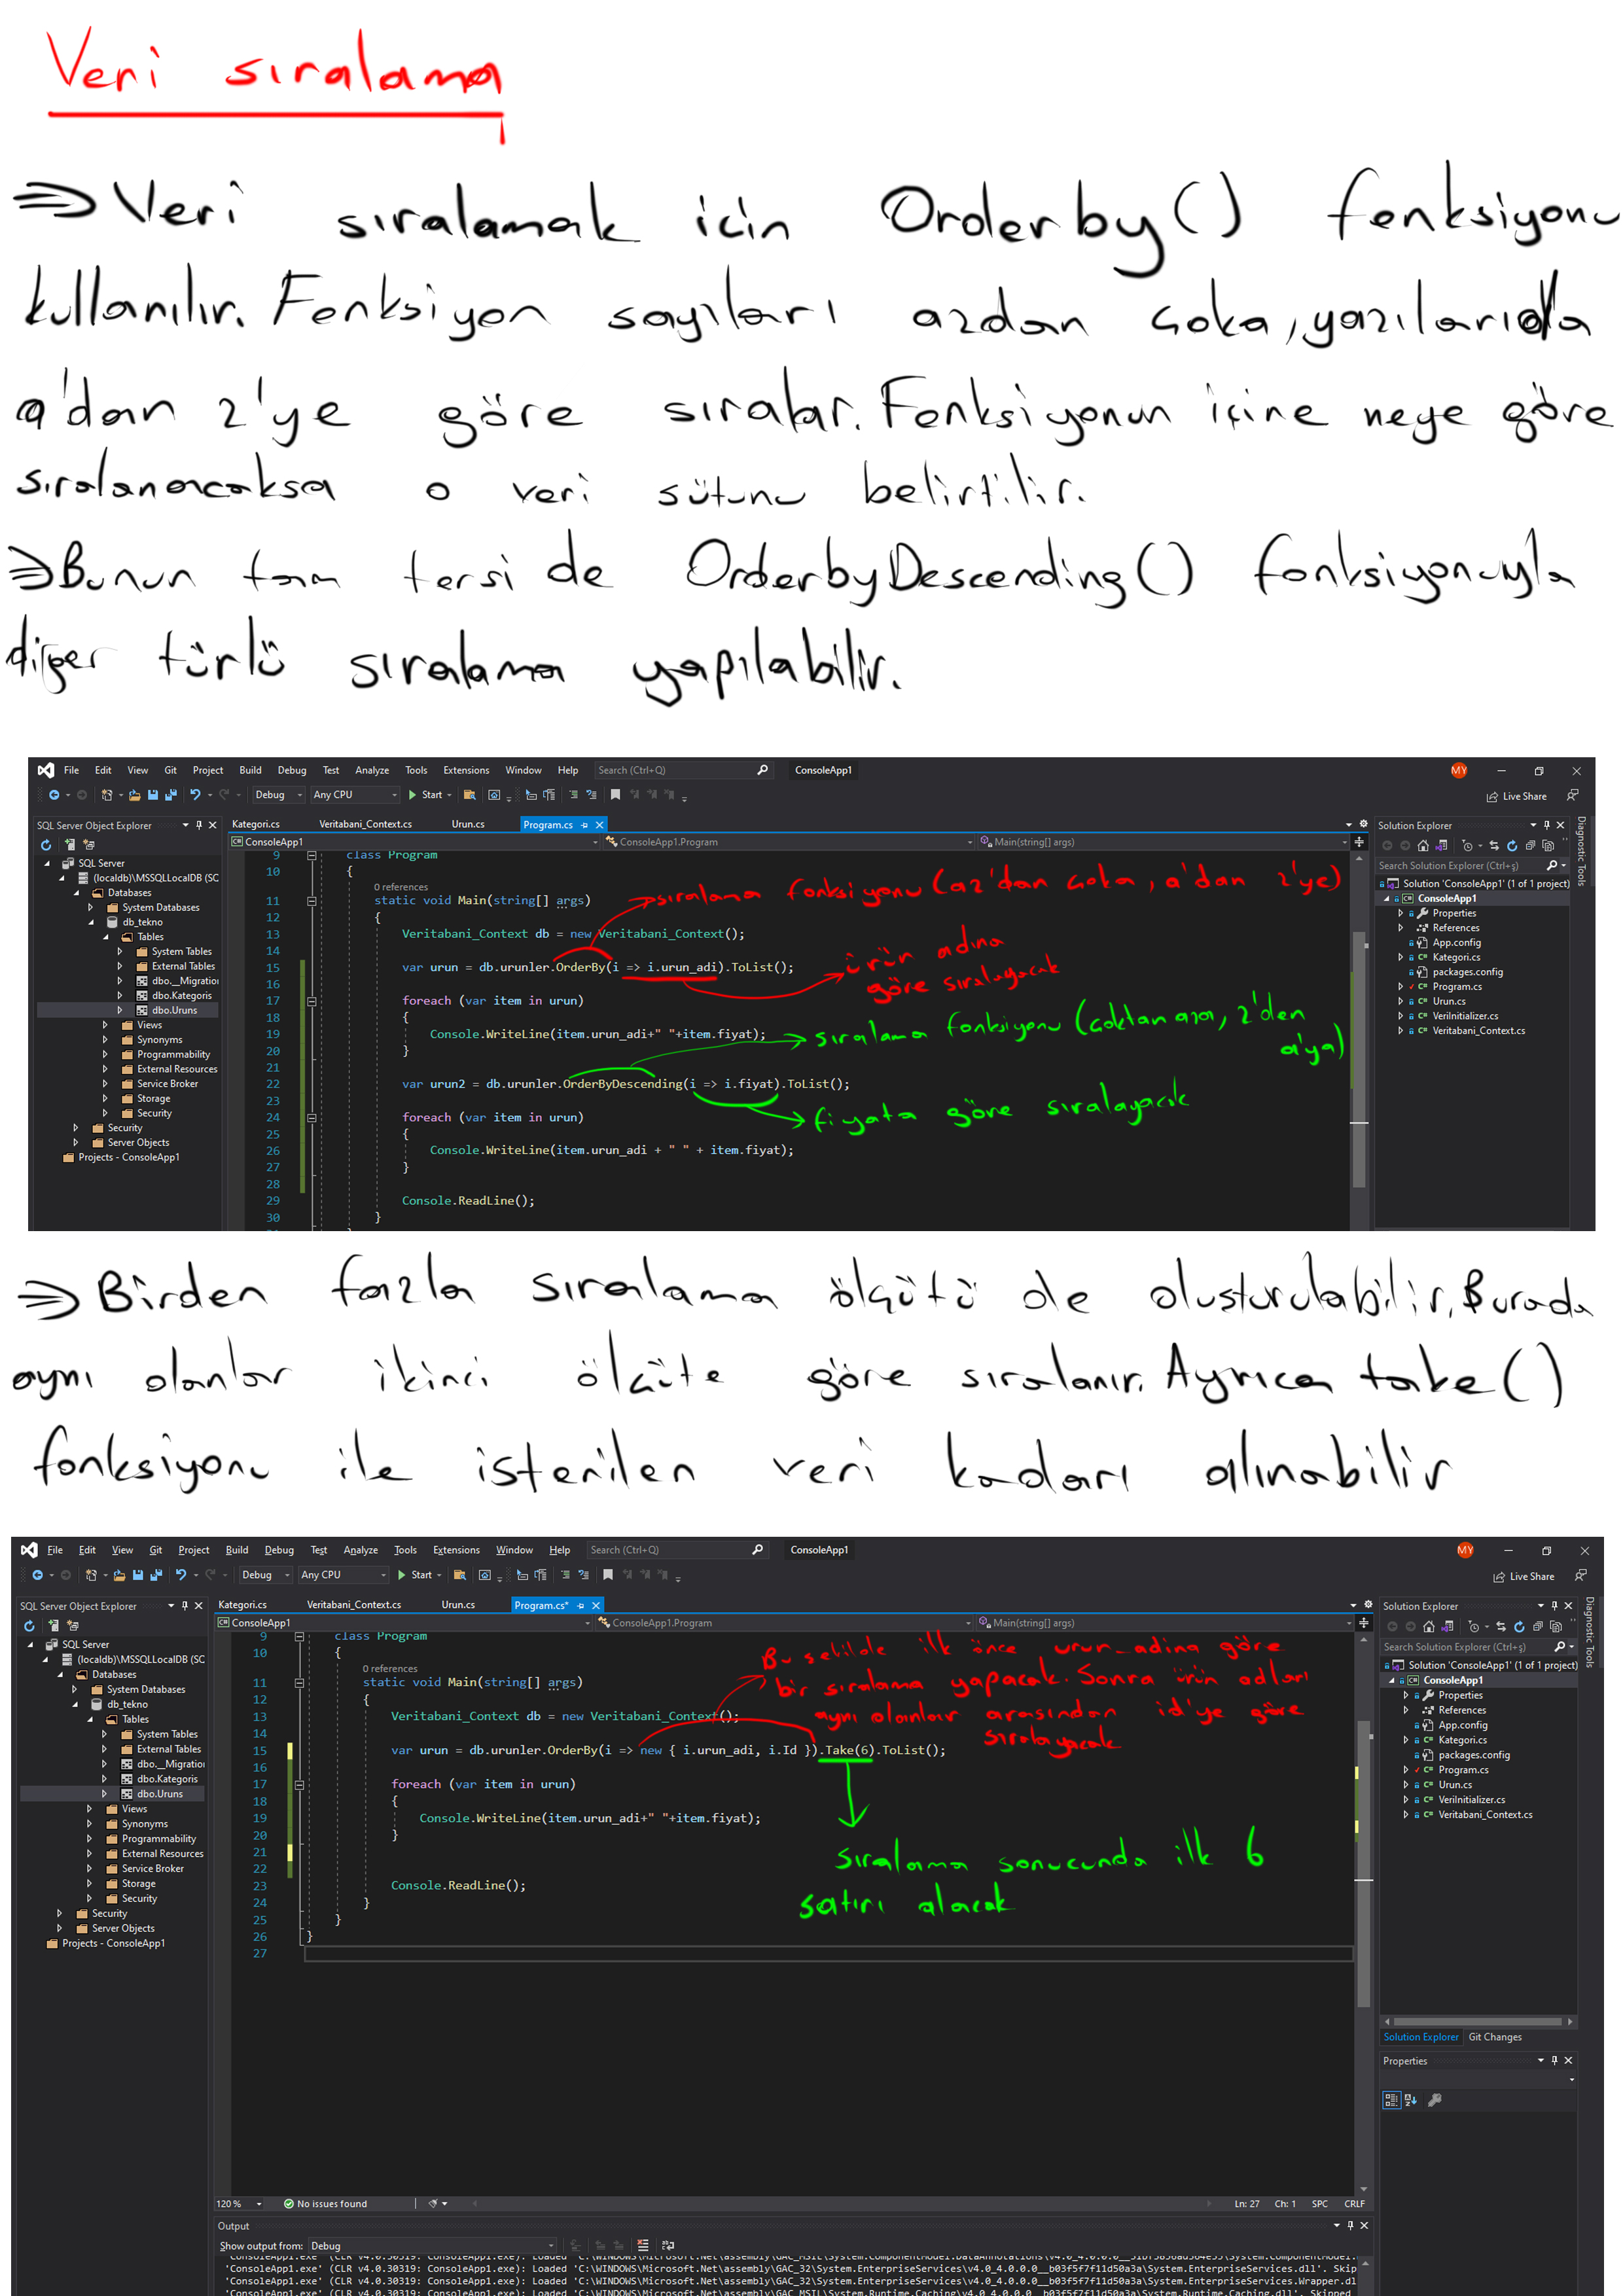 Veri sıralama
=> Veri sıralamak için Orderby() fonksiyonu
kullanılır. Fonksiyon sayıları azdan çoka, yazılarıda
a'dan z'ye göre sıralar. Fonksiyonun içine neye göre
sıralanacaksa o veri sütunu belirtilir.
=> Bunun tam tersi de OrderbyDescending() fonksiyonuyla
diğer türlü sıralama yapılabilir.
File Edit View Git Project Build Debug Test Analyze Tools Extensions Window Help Search (Ctrl+Q) ConsoleApp1 MY
Debug Any CPU Start Live Share
SQL Server Object Explorer
SQL Server
(localdb)\MSSQLLocalDB (SC
Databases
System Databases
db_tekno
Tables
System Tables
External Tables
dbo.__Migration
dbo.Kategoris
dbo.Uruns
Views
Synonyms
Programmability
External Resources
Service Broker
Storage
Security
Security
Server Objects
Projects - ConsoleApp1
Kategori.cs Veritabani_Context.cs Urun.cs Program.cs
ConsoleApp1 ConsoleApp1.Program Main(string[] args)
9 class Program
10 {
0 references
11 static void Main(string[] args)
12 {
13 Veritabani_Context db = new Veritabani_Context();
14
15 var urun = db.urunler.OrderBy(i => i.urun_adi).ToList();
16
17 foreach (var item in urun)
18 {
19 Console.WriteLine(item.urun_adi+" "+item.fiyat);
20 }
21
22 var urun2 = db.urunler.OrderByDescending(i => i.fiyat).ToList();
23
24 foreach (var item in urun)
25 {
26 Console.WriteLine(item.urun_adi + " " + item.fiyat);
27 }
28
29 Console.ReadLine();
30 }
sıralama fonksiyonu (az'dan çoka, a'dan z'ye)
ürün adına
göre sıralayacak
sıralama fonksiyonu (çoktan aza, z'den
a'ya)
fiyata göre sıralayacak
Solution Explorer
Search Solution Explorer (Ctrl+ş)
Solution 'ConsoleApp1' (1 of 1 project)
ConsoleApp1
Properties
References
App.config
Kategori.cs
packages.config
Program.cs
Urun.cs
VeriInitializer.cs
Veritabani_Context.cs
Diagnostic Tools
=> Birden fazla sıralama ölçütü de oluşturulabilir. Burada
aynı olanlar ikinci ölçüte göre sıralanır. Ayrıca take()
fonksiyonu ile istenilen veri kadarı alınabilir
File Edit View Git Project Build Debug Test Analyze Tools Extensions Window Help Search (Ctrl+Q) ConsoleApp1 MY
Debug Any CPU Start Live Share
SQL Server Object Explorer
SQL Server
(localdb)\MSSQLLocalDB (SC
Databases
System Databases
db_tekno
Tables
System Tables
External Tables
dbo.__Migration
dbo.Kategoris
dbo.Uruns
Views
Synonyms
Programmability
External Resources
Service Broker
Storage
Security
Security
Server Objects
Projects - ConsoleApp1
Kategori.cs Veritabani_Context.cs Urun.cs Program.cs*
ConsoleApp1 ConsoleApp1.Program Main(string[] args)
9 class Program
10 {
0 references
11 static void Main(string[] args)
12 {
13 Veritabani_Context db = new Veritabani_Context();
14
15 var urun = db.urunler.OrderBy(i => new { i.urun_adi, i.Id }).Take(6).ToList();
16
17 foreach (var item in urun)
18 {
19 Console.WriteLine(item.urun_adi+" "+item.fiyat);
20 }
21
22
23 Console.ReadLine();
24 }
25 }
26 }
27
Bu şekilde ilk önce urun_adına göre
bir sıralama yapacak. Sonra ürün adları
aynı olanlar arasından id'ye göre
sıralayacak
sıralama sonucunda ilk 6
satırı alacak
Solution Explorer
Search Solution Explorer (Ctrl+ş)
Solution 'ConsoleApp1' (1 of 1 project)
ConsoleApp1
Properties
References
App.config
Kategori.cs
packages.config
Program.cs
Urun.cs
VeriInitializer.cs
Veritabani_Context.cs
Diagnostic Tools
Solution Explorer Git Changes
Properties
120 % No issues found Ln: 27 Ch: 1 SPC CRLF
Output
Show output from: Debug
'ConsoleApp1.exe' (CLR v4.0.30319: ConsoleApp1.exe): Loaded
'ConsoleApp1.exe' (CLR v4.0.30319: ConsoleApp1.exe): Loaded 'C:\WINDOWS\Microsoft.Net\assembly\GAC_32\System.EnterpriseServices\v4.0_4.0.0.0__b03f5f7f11d50a3a\System.EnterpriseServices.dll'. Skip
'ConsoleApp1.exe' (CLR v4.0.30319: ConsoleApp1.exe): Loaded 'C:\WINDOWS\Microsoft.Net\assembly\GAC_32\System.EnterpriseServices\v4.0_4.0.0.0__b03f5f7f11d50a3a\System.EnterpriseServices.Wrapper.dl